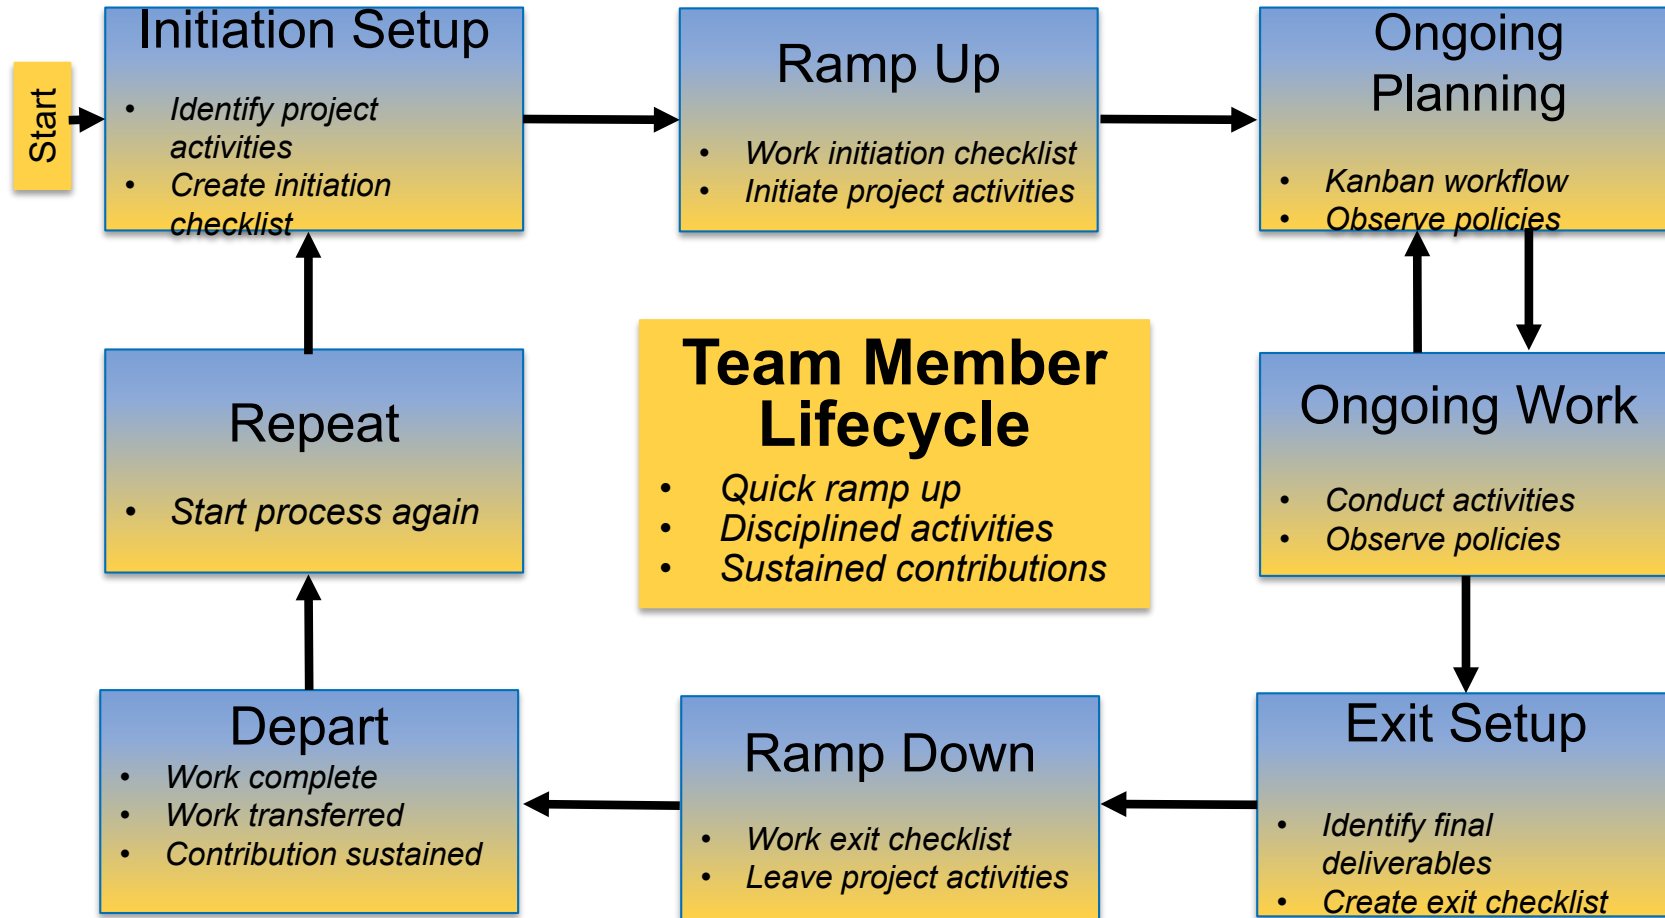 Start
Initiation Setup
• Identify project
activities
• Create initiation
checklist
Ramp Up
• Work initiation checklist
• Initiate project activities
Ongoing
Planning
• Kanban workflow
• Observe policies
Repeat
• Start process again
Team Member
Lifecycle
• Quick ramp up
• Disciplined activities
• Sustained contributions
Ongoing Work
• Conduct activities
• Observe policies
Depart
• Work complete
• Work transferred
• Contribution sustained
Ramp Down
• Work exit checklist
• Leave project activities
Exit Setup
• Identify final
deliverables
• Create exit checklist